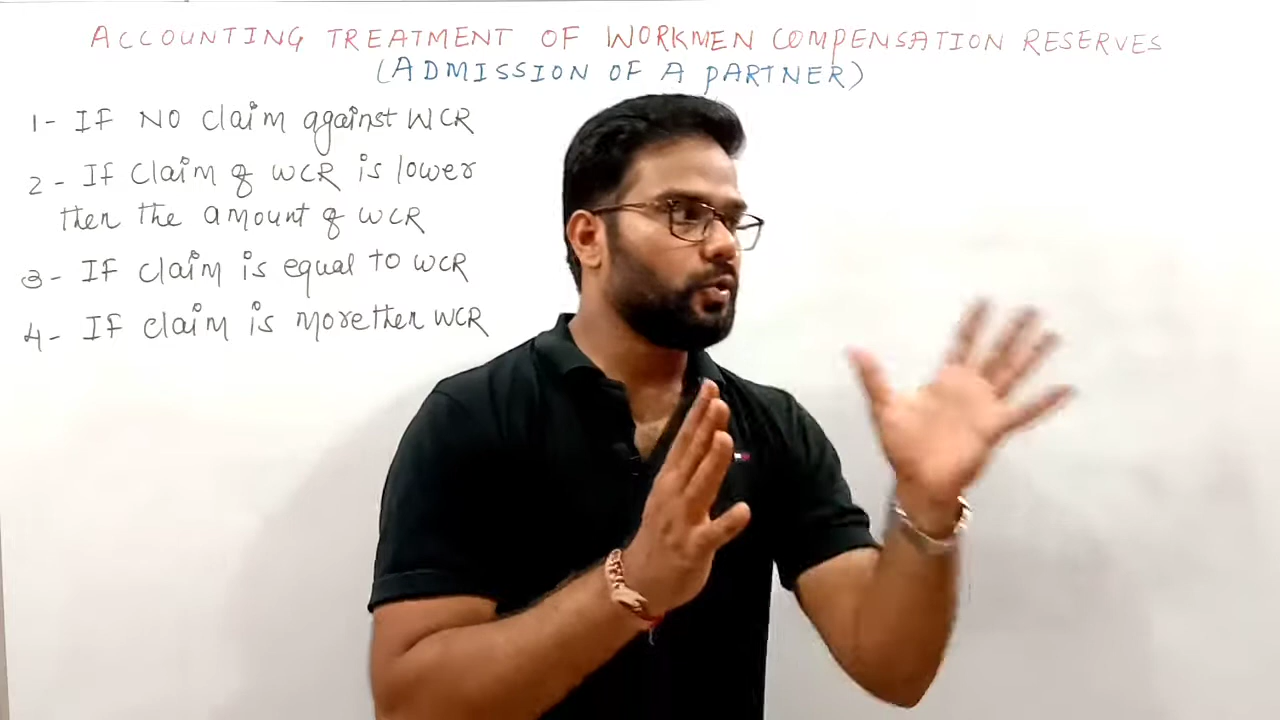 ACCOUNTING TREATMENT OF WORKMEN COMPENSATION RESERVES
(ADMISSION OF A PARTNER)
1- IF NO claim against WCR
2- If claim of WCR is lower
then the amount of WCR
3- IF claim is equal to WCR
4- IF claim is more then WCR